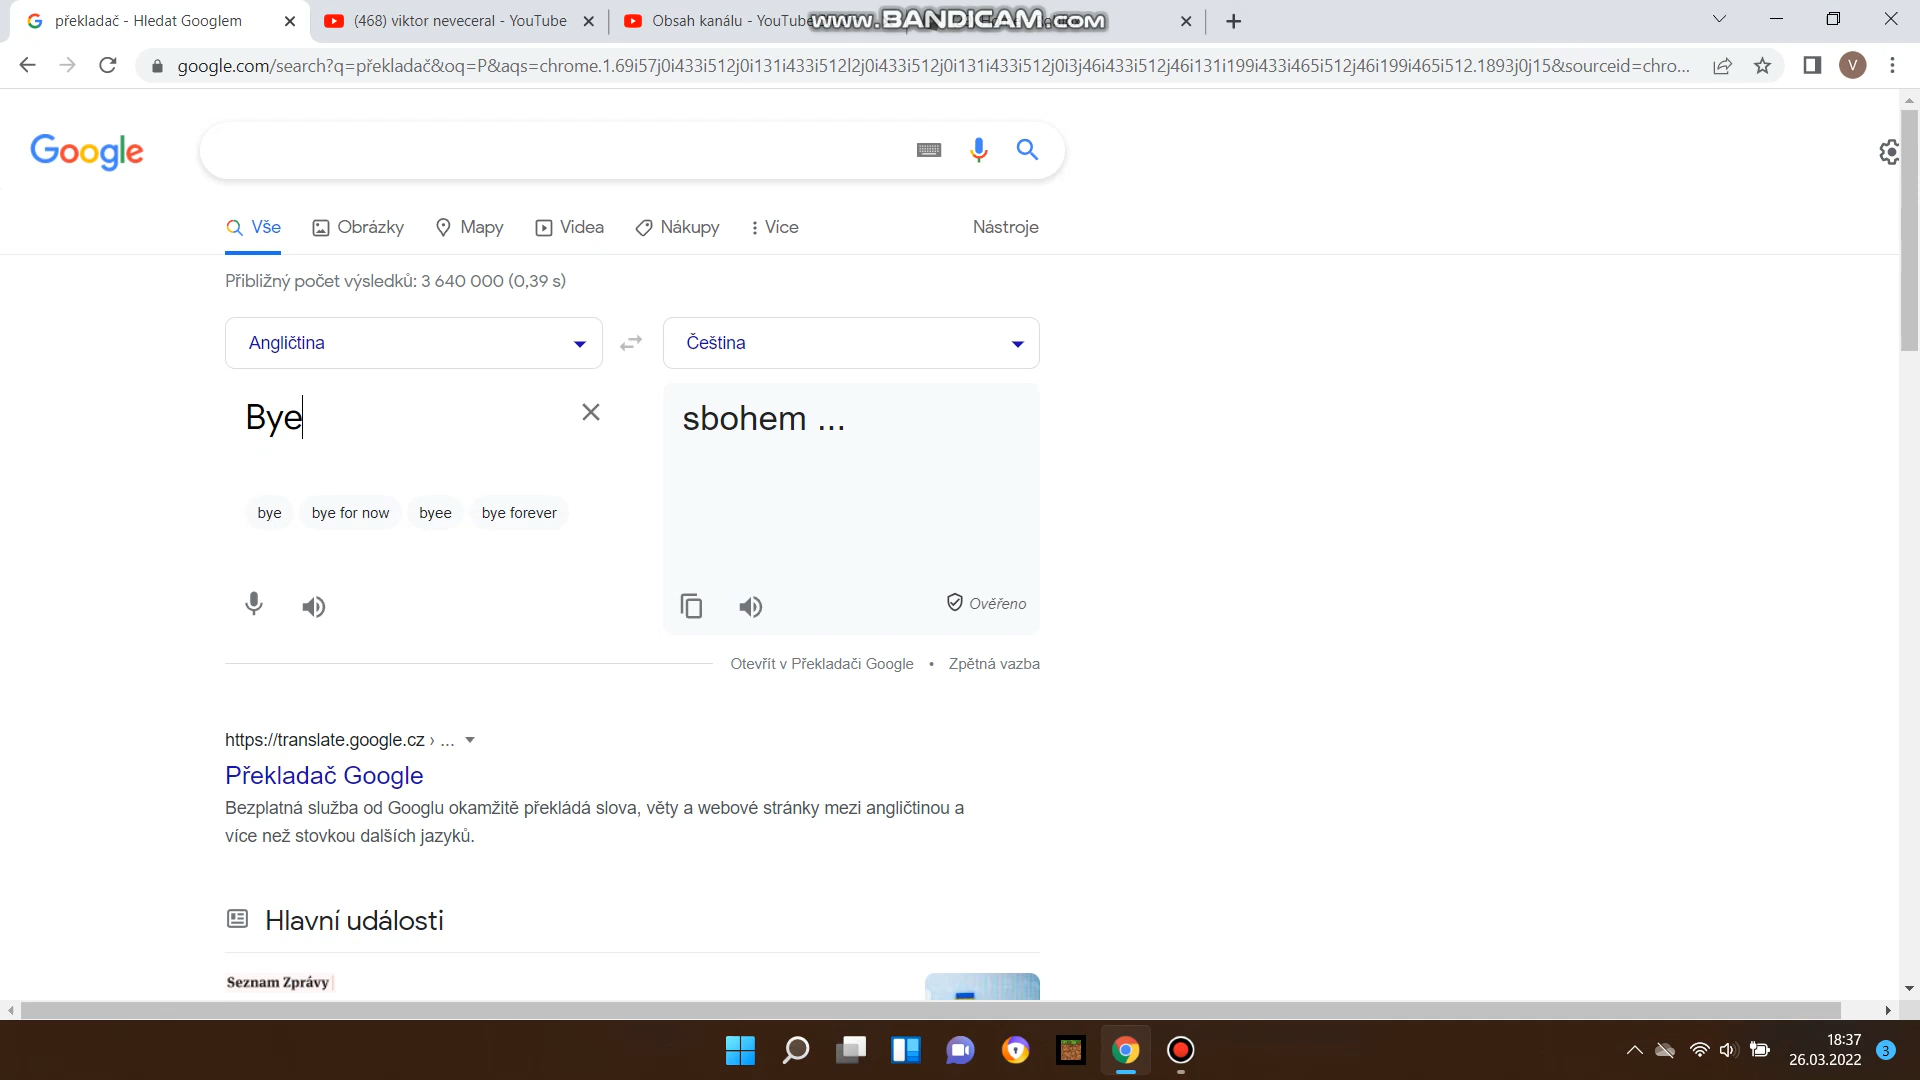 překladač - Hledat Googlem
(468) viktor neveceral - YouTube
Obsah kanálu - YouTube
www.BANDICAM.com
google.com/search?q=překladač&oq=P&aqs=chrome.1.69i57j0i433i512j0i131i433i512l2j0i433i512j0i131i433i512j0i3j46i433i512j46i131i199i433i465i512j46i199i465i512.1893j0j15&sourceid=chro...
V
Google
Vše
Obrázky
Mapy
Videa
Nákupy
Více
Nástroje
Přibližný počet výsledků: 3 640 000 (0,39 s)
Angličtina
Čeština
Bye
sbohem ...
bye
bye for now
byee
bye forever
Ověřeno
Otevřít v Překladači Google • Zpětná vazba
https://translate.google.cz › ...
Překladač Google
Bezplatná služba od Googlu okamžitě překládá slova, věty a webové stránky mezi angličtinou a
více než stovkou dalších jazyků.
Hlavní události
Seznam Zprávy
18:37
26.03.2022
3